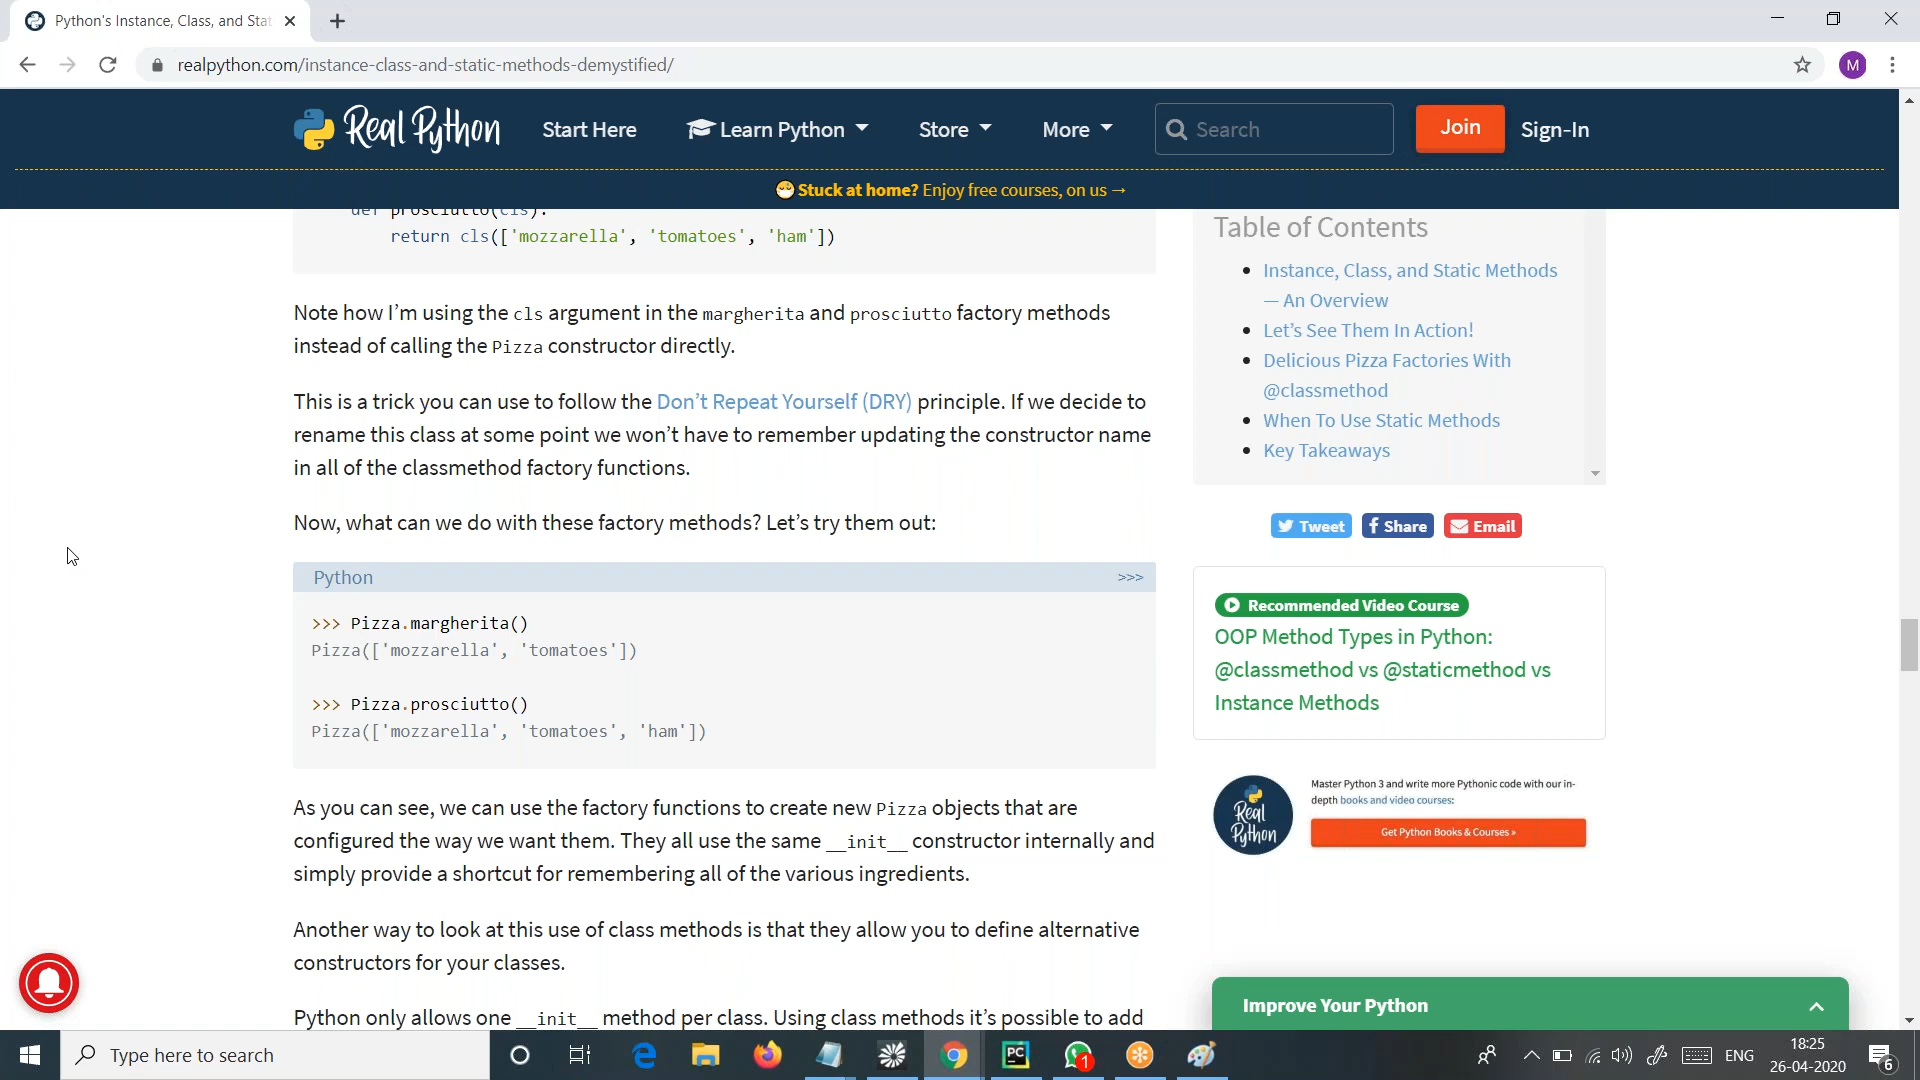 Python's Instance, Class, and Stat
realpython.com/instance-class-and-static-methods-demystified/
M
Real Python
Start Here
Learn Python
Store
More
Search
Join
Sign-In
Stuck at home? Enjoy free courses, on us →
def prosciutto(cls):
return cls(['mozzarella', 'tomatoes', 'ham'])
Note how I'm using the cls argument in the margherita and prosciutto factory methods
instead of calling the Pizza constructor directly.
This is a trick you can use to follow the Don't Repeat Yourself (DRY) principle. If we decide to
rename this class at some point we won't have to remember updating the constructor name
in all of the classmethod factory functions.
Now, what can we do with these factory methods? Let's try them out:
Python >>>
>>> Pizza.margherita()
Pizza(['mozzarella', 'tomatoes'])
>>> Pizza.prosciutto()
Pizza(['mozzarella', 'tomatoes', 'ham'])
As you can see, we can use the factory functions to create new Pizza objects that are
configured the way we want them. They all use the same __init__ constructor internally and
simply provide a shortcut for remembering all of the various ingredients.
Another way to look at this use of class methods is that they allow you to define alternative
constructors for your classes.
Python only allows one __init__ method per class. Using class methods it's possible to add
Table of Contents
Instance, Class, and Static Methods
— An Overview
Let's See Them In Action!
Delicious Pizza Factories With
@classmethod
When To Use Static Methods
Key Takeaways
Tweet
Share
Email
Recommended Video Course
OOP Method Types in Python:
@classmethod vs @staticmethod vs
Instance Methods
Real
Python
Master Python 3 and write more Pythonic code with our in-
depth books and video courses:
Get Python Books & Courses »
Improve Your Python
Type here to search
PC
1
ENG
18:25
26-04-2020
6